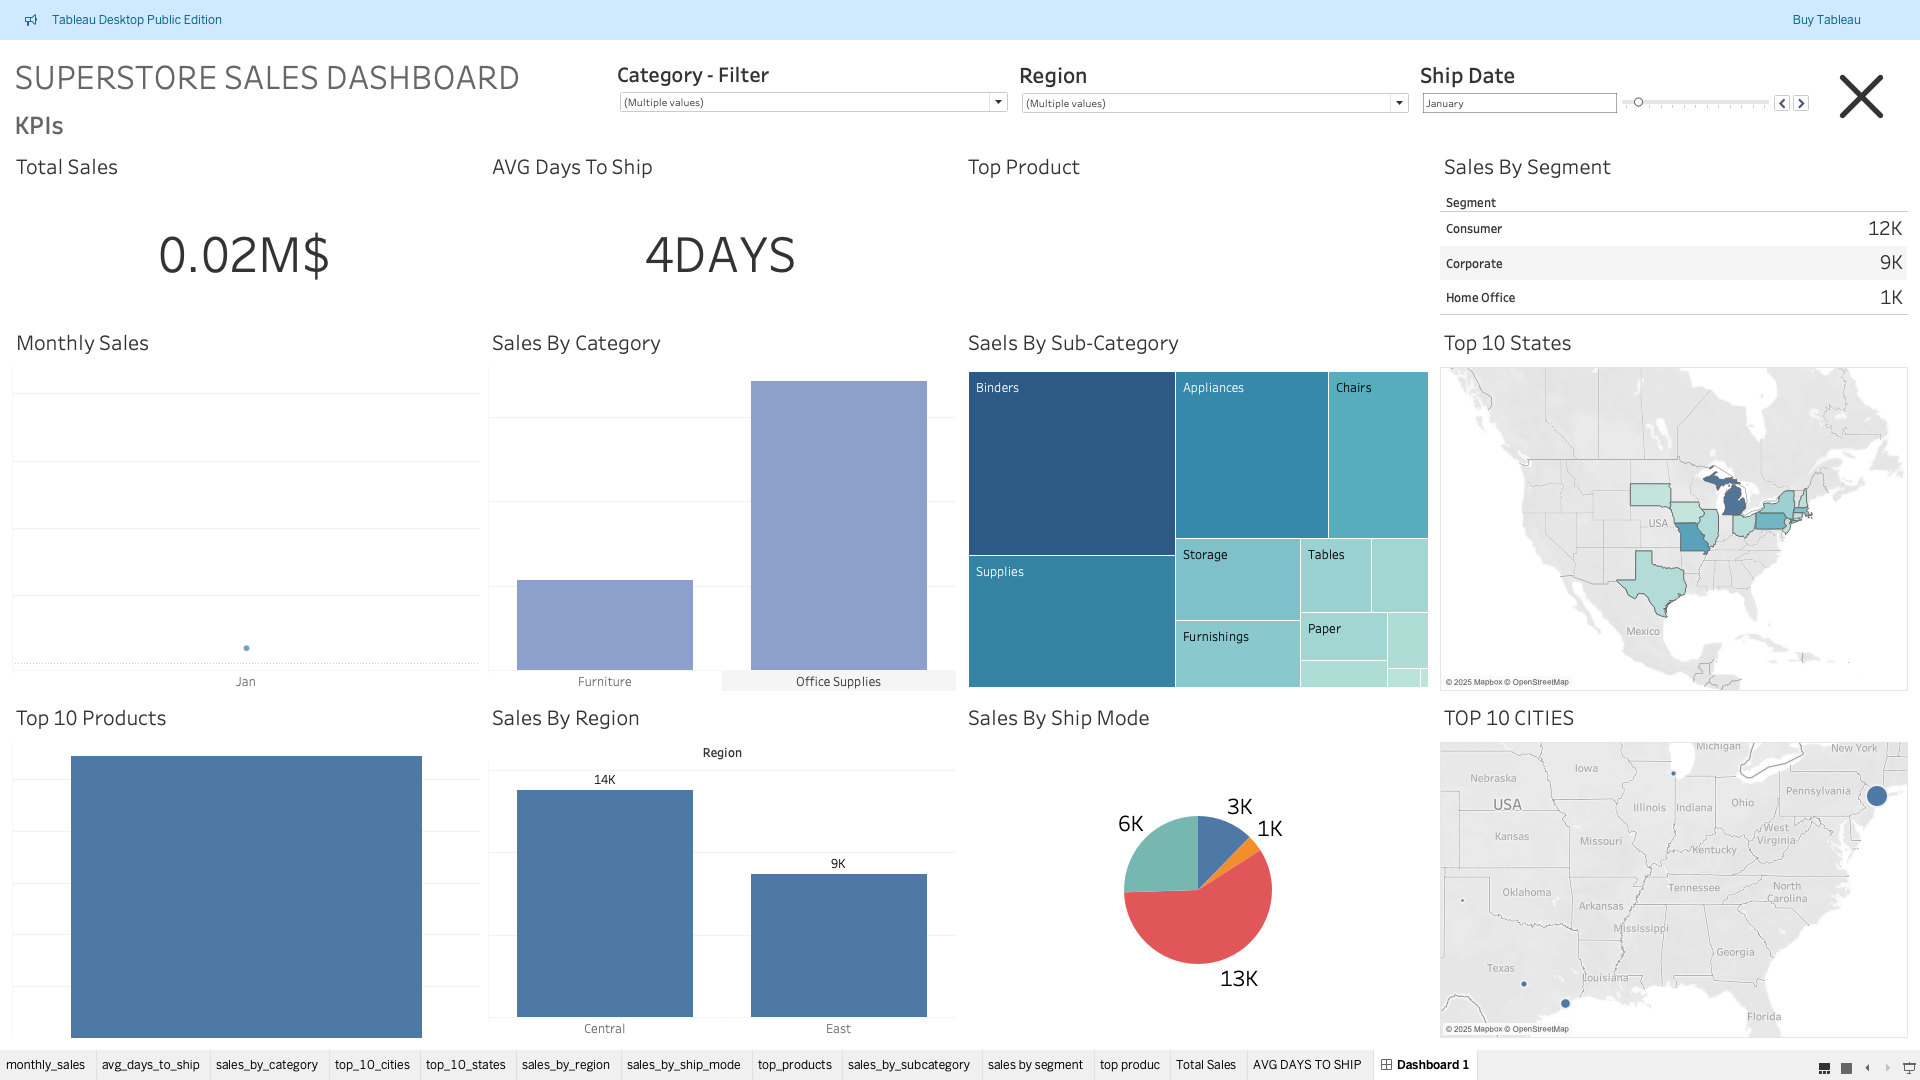 Tableau Desktop Public Edition
Buy Tableau
SUPERSTORE SALES DASHBOARD
Category - Filter
(Multiple values)
Region
(Multiple values)
Ship Date
January
KPIs
Total Sales
0.02M$
AVG Days To Ship
4DAYS
Top Product
Sales By Segment
Segment
Consumer 12K
Corporate 9K
Home Office 1K
Monthly Sales
Jan
Sales By Category
Furniture
Office Supplies
Saels By Sub-Category
Binders
Appliances
Chairs
Supplies
Storage
Tables
Furnishings
Paper
Top 10 States
USA
Mexico
© 2025 Mapbox © OpenStreetMap
Top 10 Products
Sales By Region
Region
14K
9K
Central
East
Sales By Ship Mode
3K
1K
6K
13K
TOP 10 CITIES
Michigan
New York
Iowa
Nebraska
Pennsylvania
USA
Illinois
Indiana
Ohio
Kansas
Missouri
West
Virginia
Kentucky
Oklahoma
Tennessee
North
Carolina
Arkansas
Mississippi
Georgia
Texas
Louisiana
Florida
© 2025 Mapbox © OpenStreetMap
monthly_sales
avg_days_to_ship
sales_by_category
top_10_cities
top_10_states
sales_by_region
sales_by_ship_mode
top_products
sales_by_subcategory
sales by segment
top produc
Total Sales
AVG DAYS TO SHIP
Dashboard 1